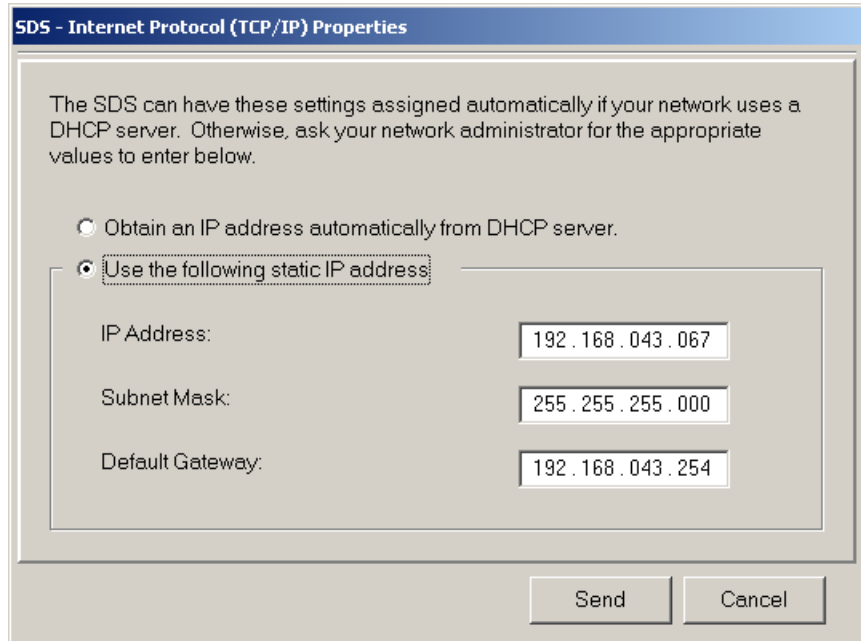 SDS - Internet Protocol (TCP/IP) Properties
The SDS can have these settings assigned automatically if your network uses a
DHCP server. Otherwise, ask your network administrator for the appropriate
values to enter below.
Obtain an IP address automatically from DHCP server.
Use the following static IP address
IP Address: 192 . 168 . 043 . 067
Subnet Mask: 255 . 255 . 255 . 000
Default Gateway: 192 . 168 . 043 . 254
Send Cancel